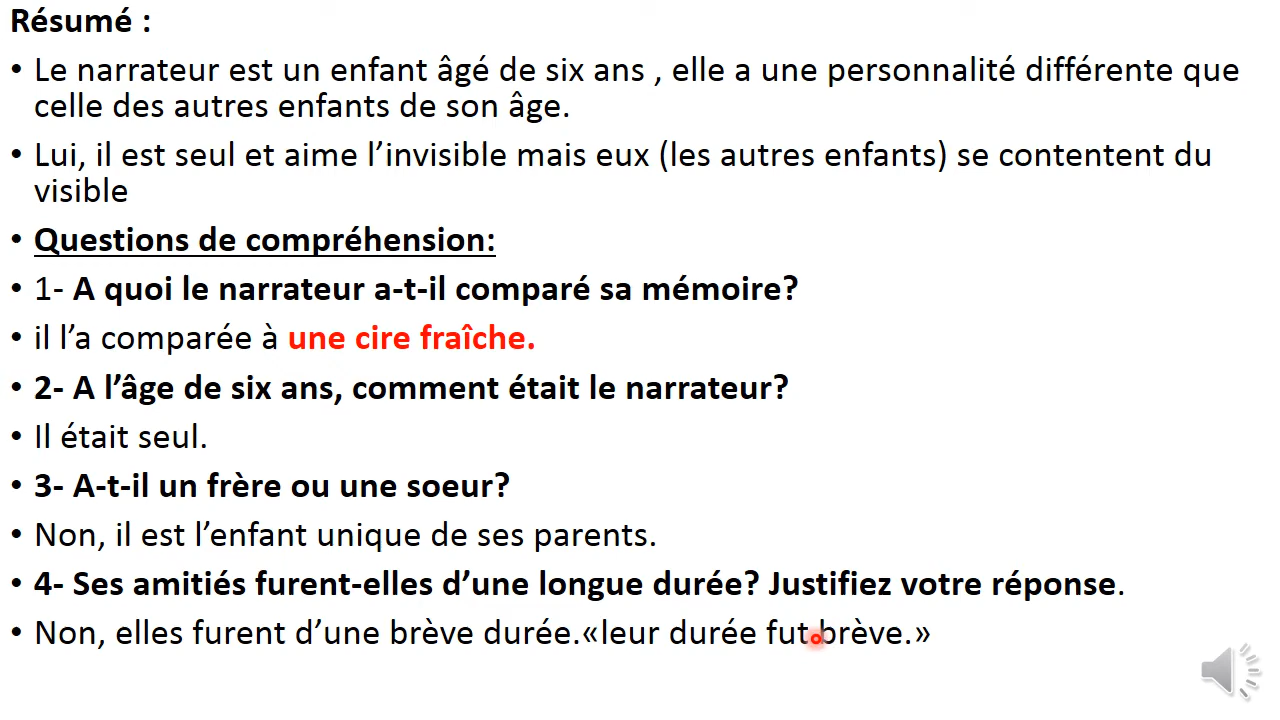 Résumé :
• Le narrateur est un enfant âgé de six ans , elle a une personnalité différente que
celle des autres enfants de son âge.
• Lui, il est seul et aime l’invisible mais eux (les autres enfants) se contentent du
visible
• Questions de compréhension:
• 1- A quoi le narrateur a-t-il comparé sa mémoire?
• il l’a comparée à une cire fraîche.
• 2- A l’âge de six ans, comment était le narrateur?
• Il était seul.
• 3- A-t-il un frère ou une soeur?
• Non, il est l’enfant unique de ses parents.
• 4- Ses amitiés furent-elles d’une longue durée? Justifiez votre réponse.
• Non, elles furent d’une brève durée.«leur durée fut brève.»